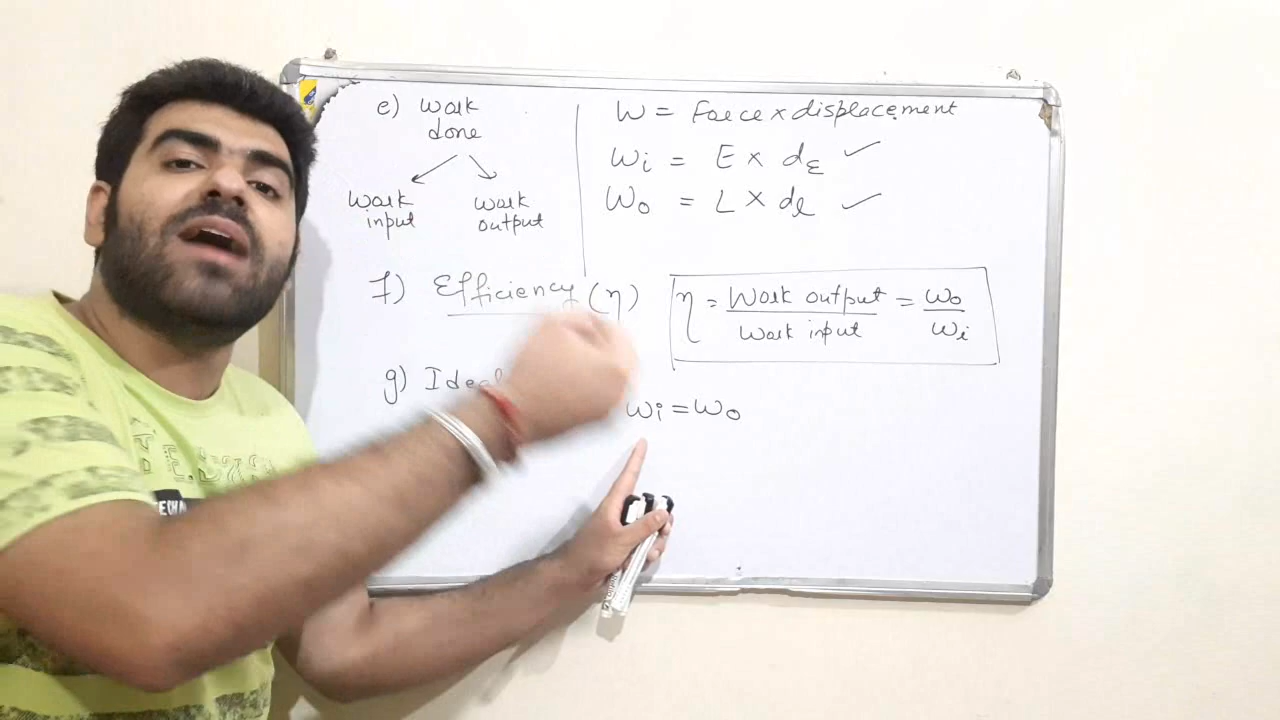 e) Work
done
Work
input
Work
output
W = Force × displacement
Wi = E × dE ✓
Wo = L × dl ✓
f) Efficiency (η)
η = Work output / Work input = Wo / Wi
g) Ideal
Wi = Wo